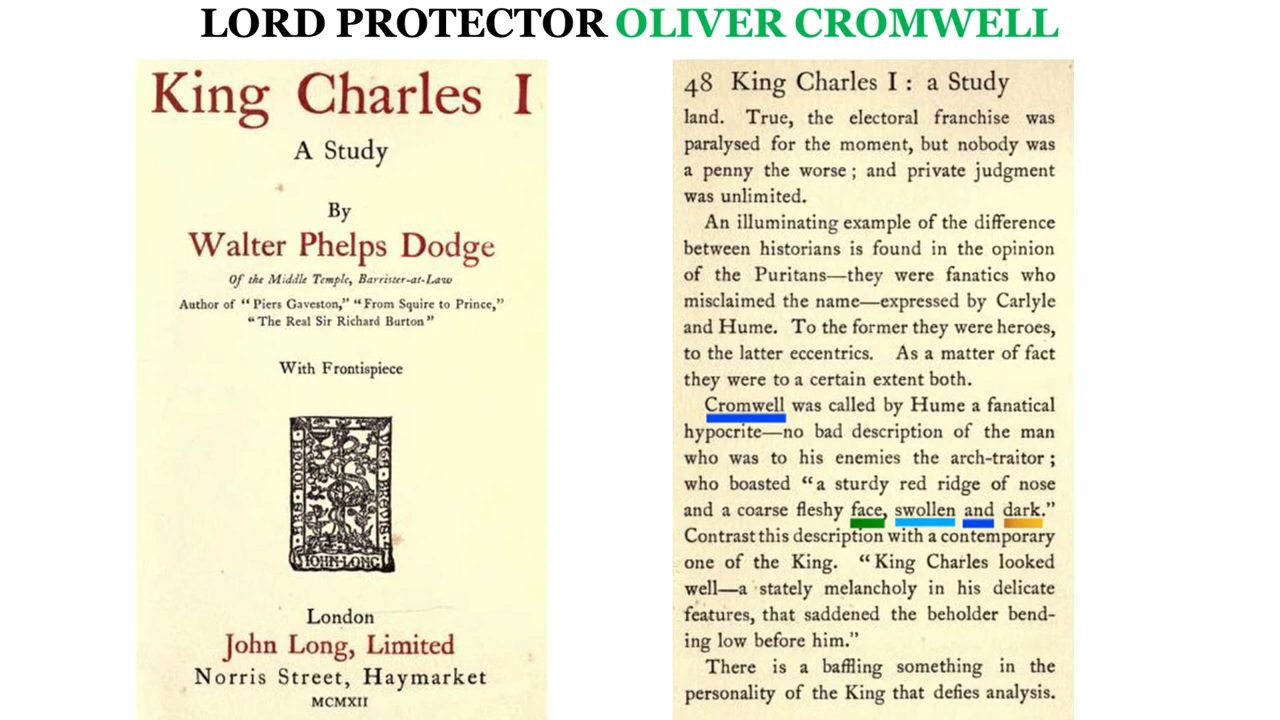 LORD PROTECTOR OLIVER CROMWELL
King Charles I
A Study
By
Walter Phelps Dodge
Of the Middle Temple, Barrister-at-Law
Author of "Piers Gaveston," "From Squire to Prince,"
"The Real Sir Richard Burton"
With Frontispiece
JOHN·LONG
London
John Long, Limited
Norris Street, Haymarket
MCMXII
48 King Charles I : a Study
land. True, the electoral franchise was
paralysed for the moment, but nobody was
a penny the worse ; and private judgment
was unlimited.
An illuminating example of the difference
between historians is found in the opinion
of the Puritans—they were fanatics who
misclaimed the name—expressed by Carlyle
and Hume. To the former they were heroes,
to the latter eccentrics. As a matter of fact
they were to a certain extent both.
Cromwell was called by Hume a fanatical
hypocrite—no bad description of the man
who was to his enemies the arch-traitor ;
who boasted "a sturdy red ridge of nose
and a coarse fleshy face, swollen and dark."
Contrast this description with a contemporary
one of the King. "King Charles looked
well—a stately melancholy in his delicate
features, that saddened the beholder bend-
ing low before him."
There is a baffling something in the
personality of the King that defies analysis.